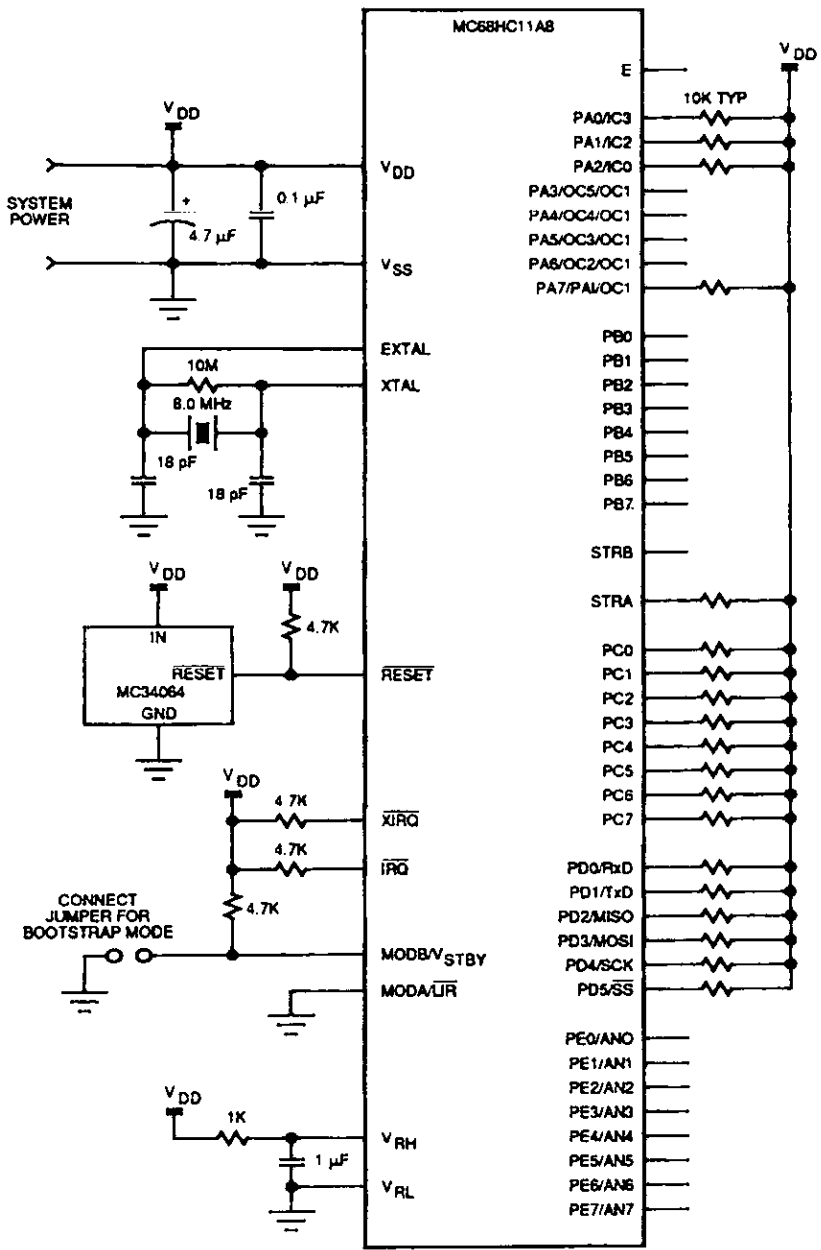 MC68HC11A8
V DD
SYSTEM
POWER
+
4.7 µF
0.1 µF
VDD
VSS
EXTAL
10M
XTAL
8.0 MHz
18 pF
18 pF
V DD
IN
RESET
MC34064
GND
V DD
4.7K
RESET
V DD
4.7K
XIRQ
4.7K
IRQ
4.7K
CONNECT
JUMPER FOR
BOOTSTRAP MODE
MODB/VSTBY
MODA/LIR
V DD
1K
VRH
1 µF
VRL
E
V DD
10K TYP
PA0/IC3
PA1/IC2
PA2/IC0
PA3/OC5/OC1
PA4/OC4/OC1
PA5/OC3/OC1
PA6/OC2/OC1
PA7/PAI/OC1
PB0
PB1
PB2
PB3
PB4
PB5
PB6
PB7
STRB
STRA
PC0
PC1
PC2
PC3
PC4
PC5
PC6
PC7
PD0/RxD
PD1/TxD
PD2/MISO
PD3/MOSI
PD4/SCK
PD5/SS
PE0/AN0
PE1/AN1
PE2/AN2
PE3/AN3
PE4/AN4
PE5/AN5
PE6/AN6
PE7/AN7